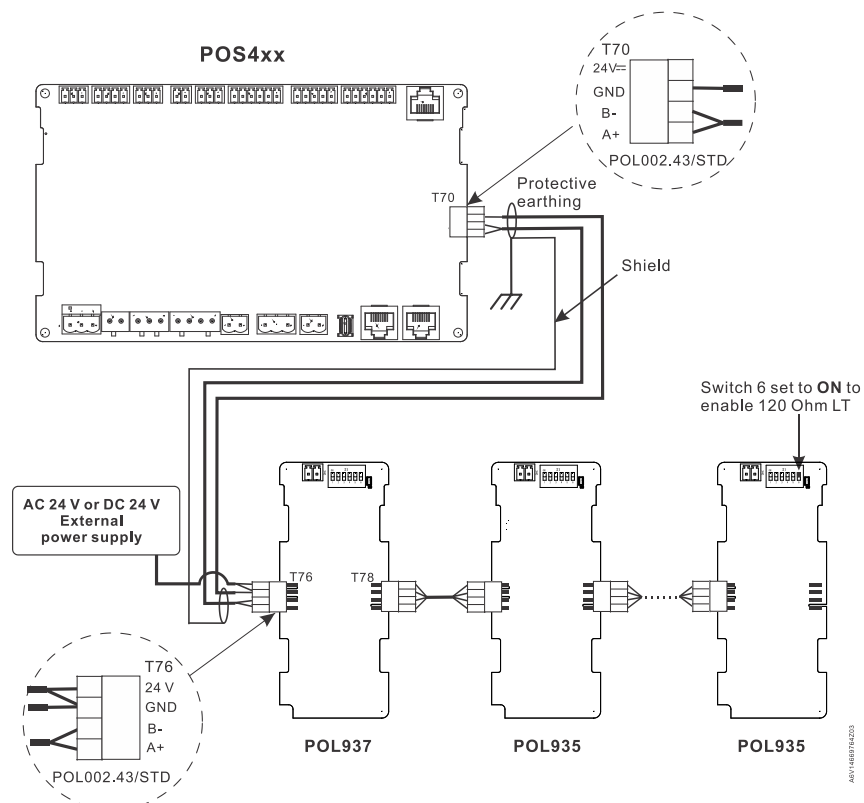 POS4xx
T70
24V⎓
GND
B-
A+
POL002.43/STD
T70
Protective
earthing
Shield
Switch 6 set to ON to
enable 120 Ohm LT
AC 24 V or DC 24 V
External
power supply
T76
T78
T76
24 V
GND
B-
A+
POL002.43/STD
POL937
POL935
POL935
A6V14669764Z03